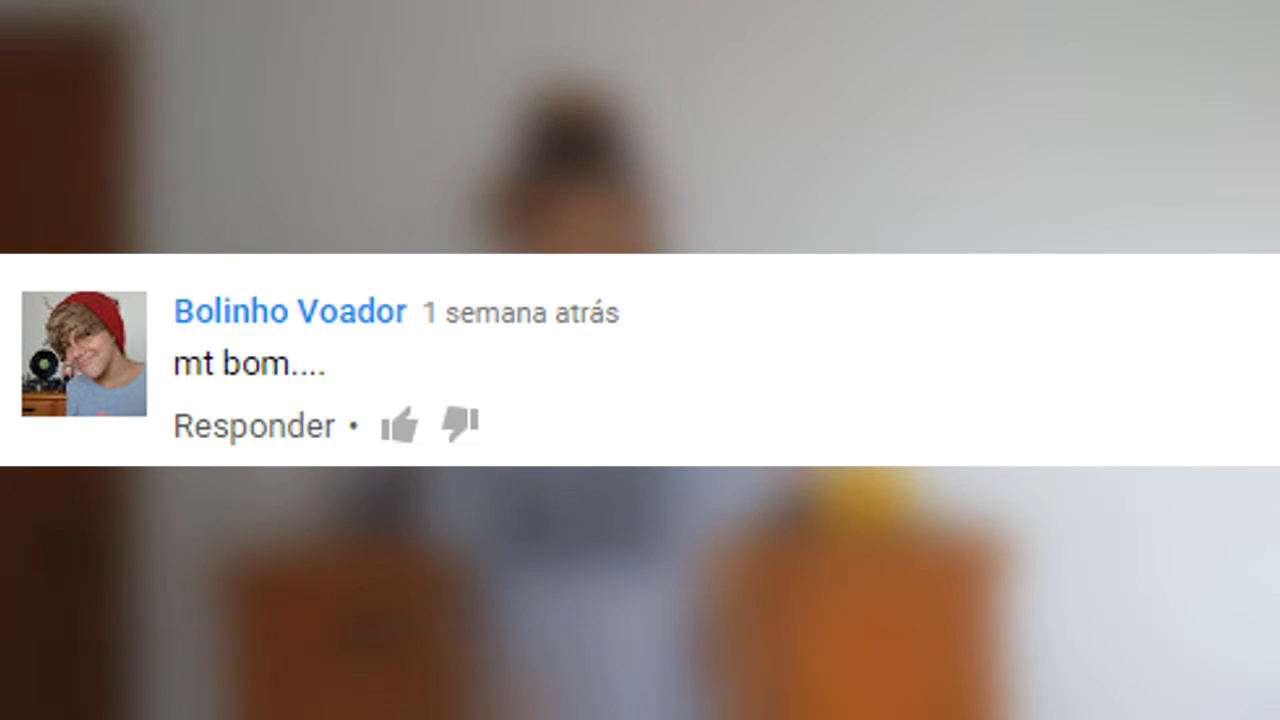 Bolinho Voador 1 semana atrás
mt bom....
Responder •